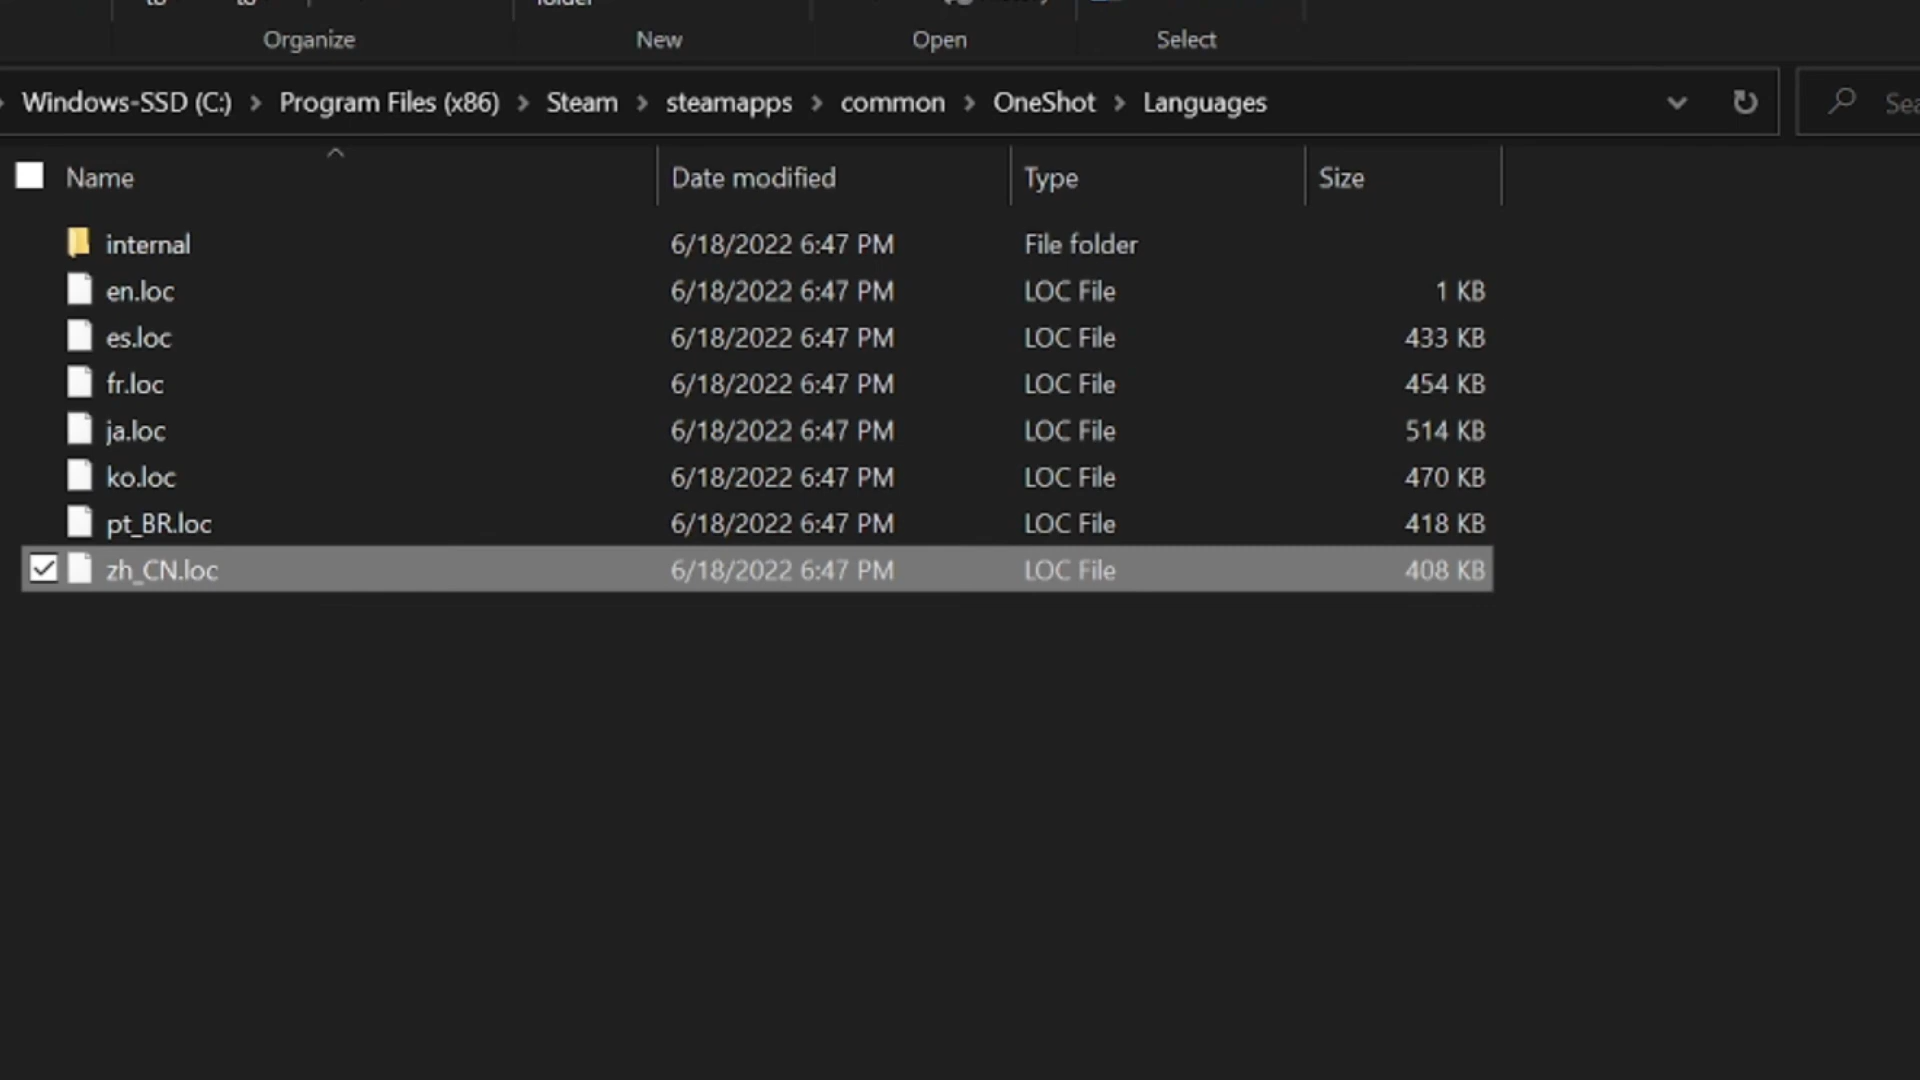 folder
Organize New Open Select
Windows-SSD (C:) > Program Files (x86) > Steam > steamapps > common > OneShot > Languages
Name Date modified Type Size
internal 6/18/2022 6:47 PM File folder
en.loc 6/18/2022 6:47 PM LOC File 1 KB
es.loc 6/18/2022 6:47 PM LOC File 433 KB
fr.loc 6/18/2022 6:47 PM LOC File 454 KB
ja.loc 6/18/2022 6:47 PM LOC File 514 KB
ko.loc 6/18/2022 6:47 PM LOC File 470 KB
pt_BR.loc 6/18/2022 6:47 PM LOC File 418 KB
zh_CN.loc 6/18/2022 6:47 PM LOC File 408 KB